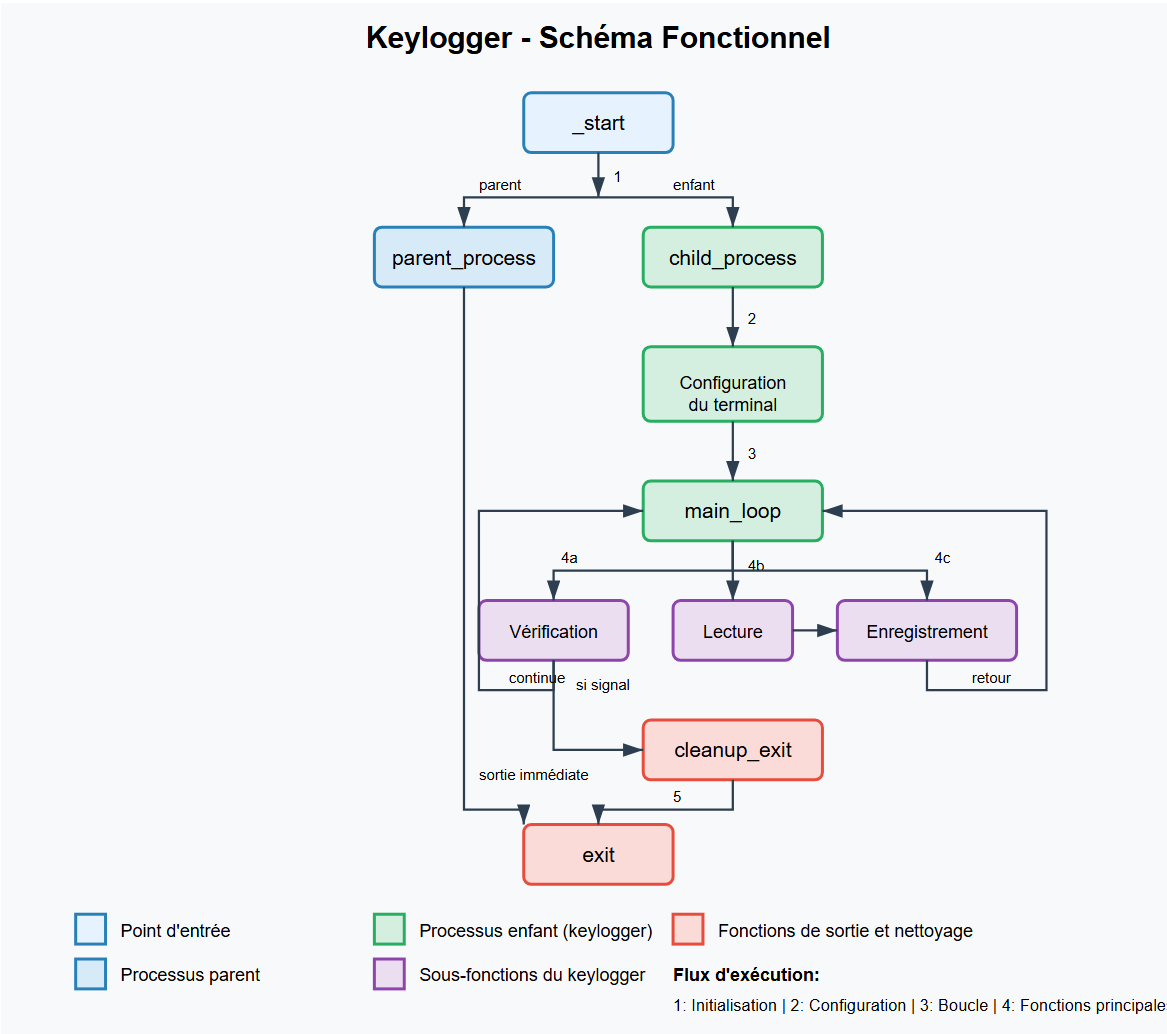 Keylogger - Schéma Fonctionnel
_start
1
parent
enfant
parent_process
child_process
2
Configuration
du terminal
3
main_loop
4a
4b
4c
Vérification
Lecture
Enregistrement
continue
si signal
retour
cleanup_exit
sortie immédiate
5
exit
Point d'entrée
Processus enfant (keylogger)
Fonctions de sortie et nettoyage
Processus parent
Sous-fonctions du keylogger
Flux d'exécution:
1: Initialisation | 2: Configuration | 3: Boucle | 4: Fonctions principale